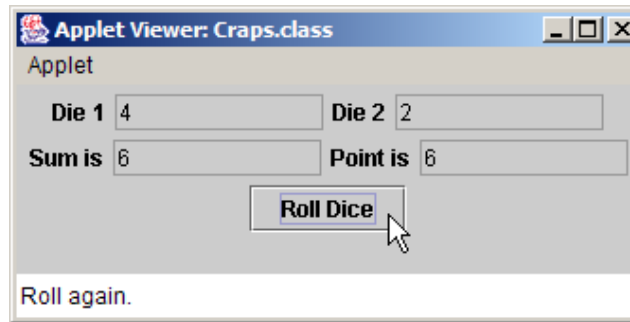 Applet Viewer: Craps.class
Applet
Die 1 4 Die 2 2
Sum is 6 Point is 6
Roll Dice
Roll again.